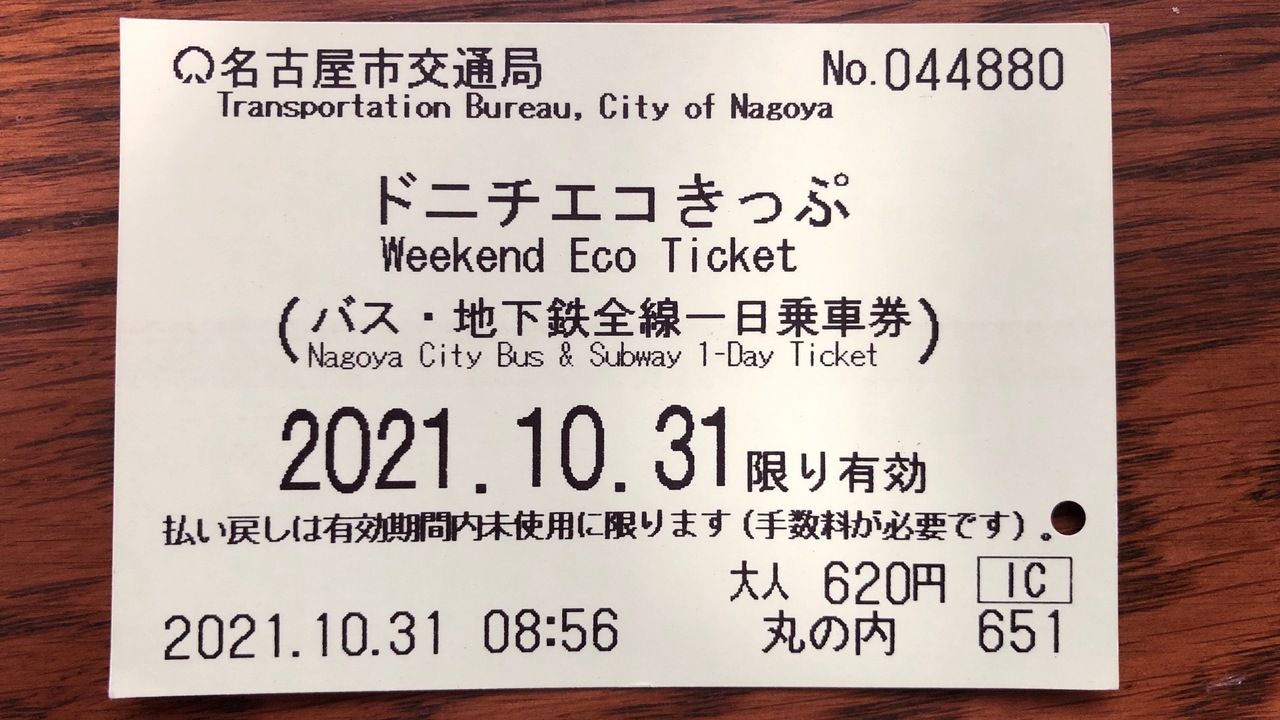 名古屋市交通局 No.044880
Transportation Bureau, City of Nagoya
ドニチエコきっぷ
Weekend Eco Ticket
(バス・地下鉄全線一日乗車券)
Nagoya City Bus & Subway 1-Day Ticket
2021.10.31限り有効
払い戻しは有効期間内未使用に限ります(手数料が必要です)。
大人 620円 IC
2021.10.31 08:56 丸の内 651